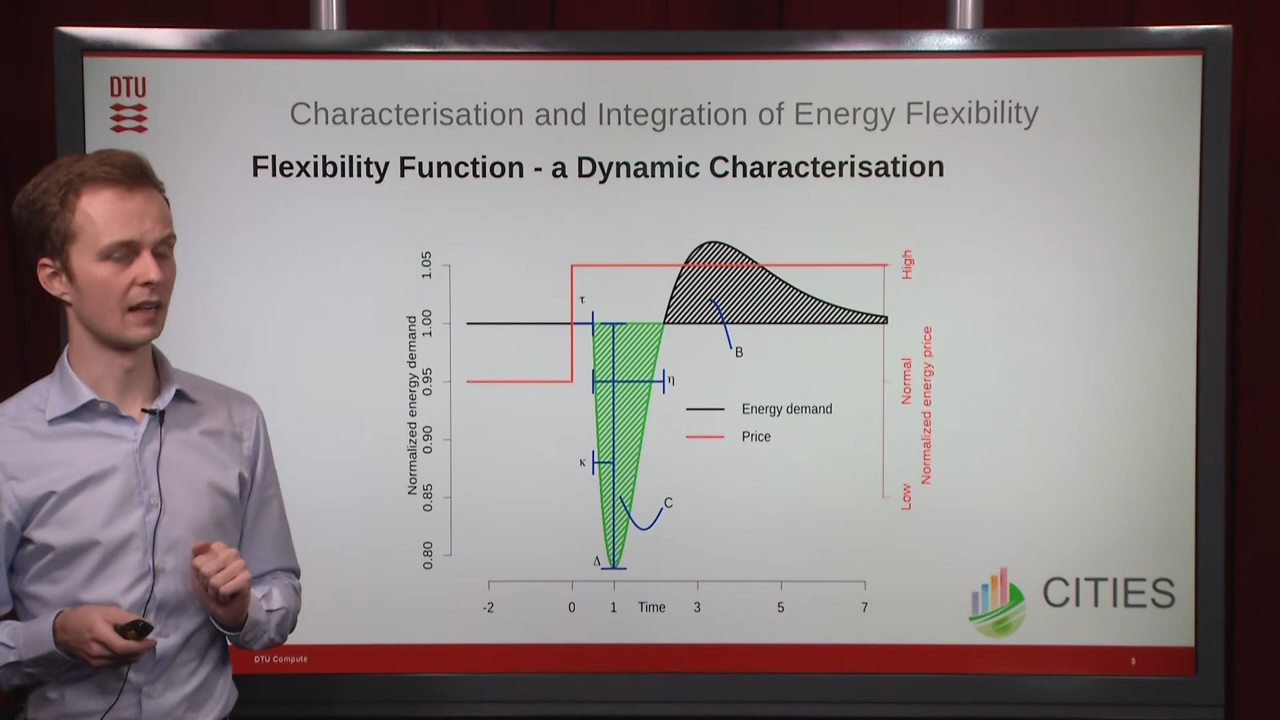 DTU
Characterisation and Integration of Energy Flexibility
Flexibility Function - a Dynamic Characterisation
Normalized energy demand
1.05
1.00
0.95
0.90
0.85
0.80
τ
η
κ
Δ
B
C
Energy demand
Price
High
Normal
Low
Normalized energy price
-2 0 1 Time 3 5 7
CITIES
DTU Compute
3